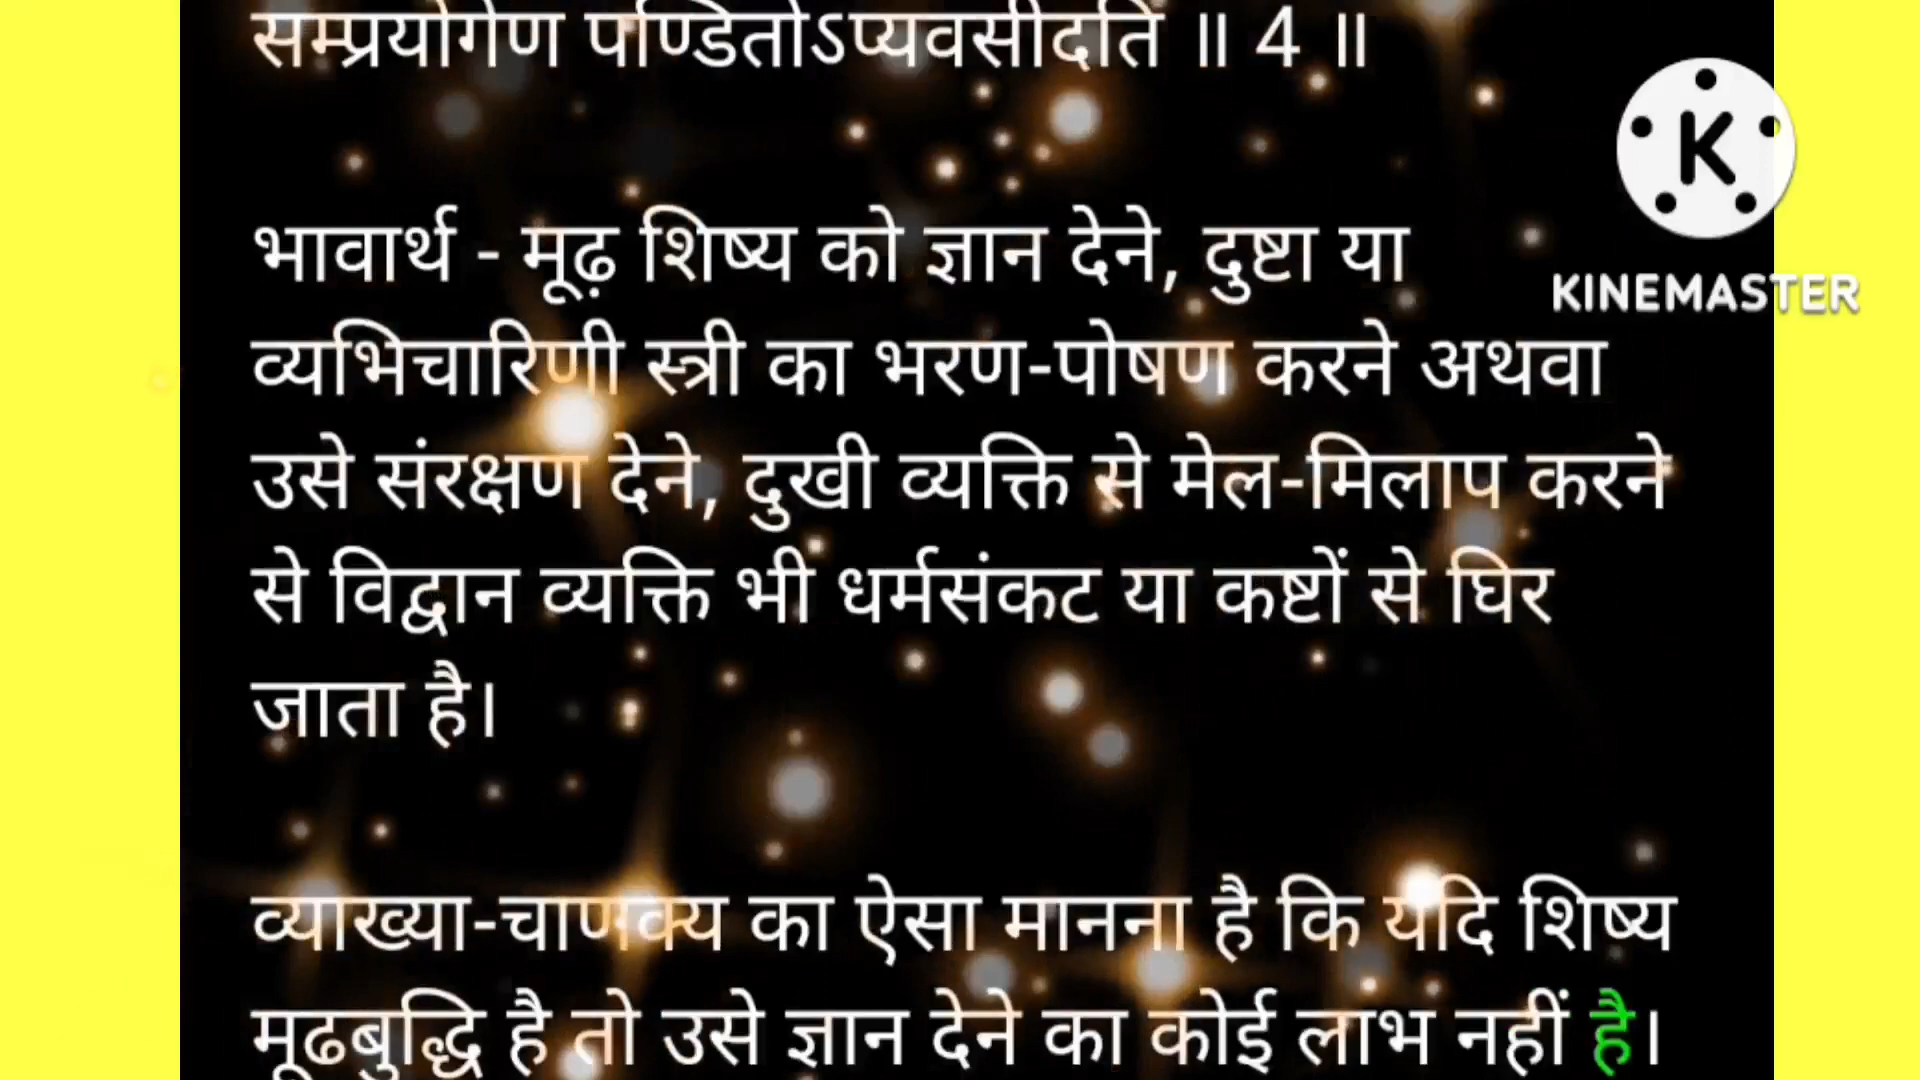 सम्प्रयोगेण पण्डितोऽप्यवसीदति ॥ 4 ॥
भावार्थ - मूढ़ शिष्य को ज्ञान देने, दुष्टा या
व्यभिचारिणी स्त्री का भरण-पोषण करने अथवा
उसे संरक्षण देने, दुखी व्यक्ति से मेल-मिलाप करने
से विद्वान व्यक्ति भी धर्मसंकट या कष्टों से घिर
जाता है।
व्याख्या-चाणक्य का ऐसा मानना है कि यदि शिष्य
मूढबुद्धि है तो उसे ज्ञान देने का कोई लाभ नहीं है।
K
KINEMASTER